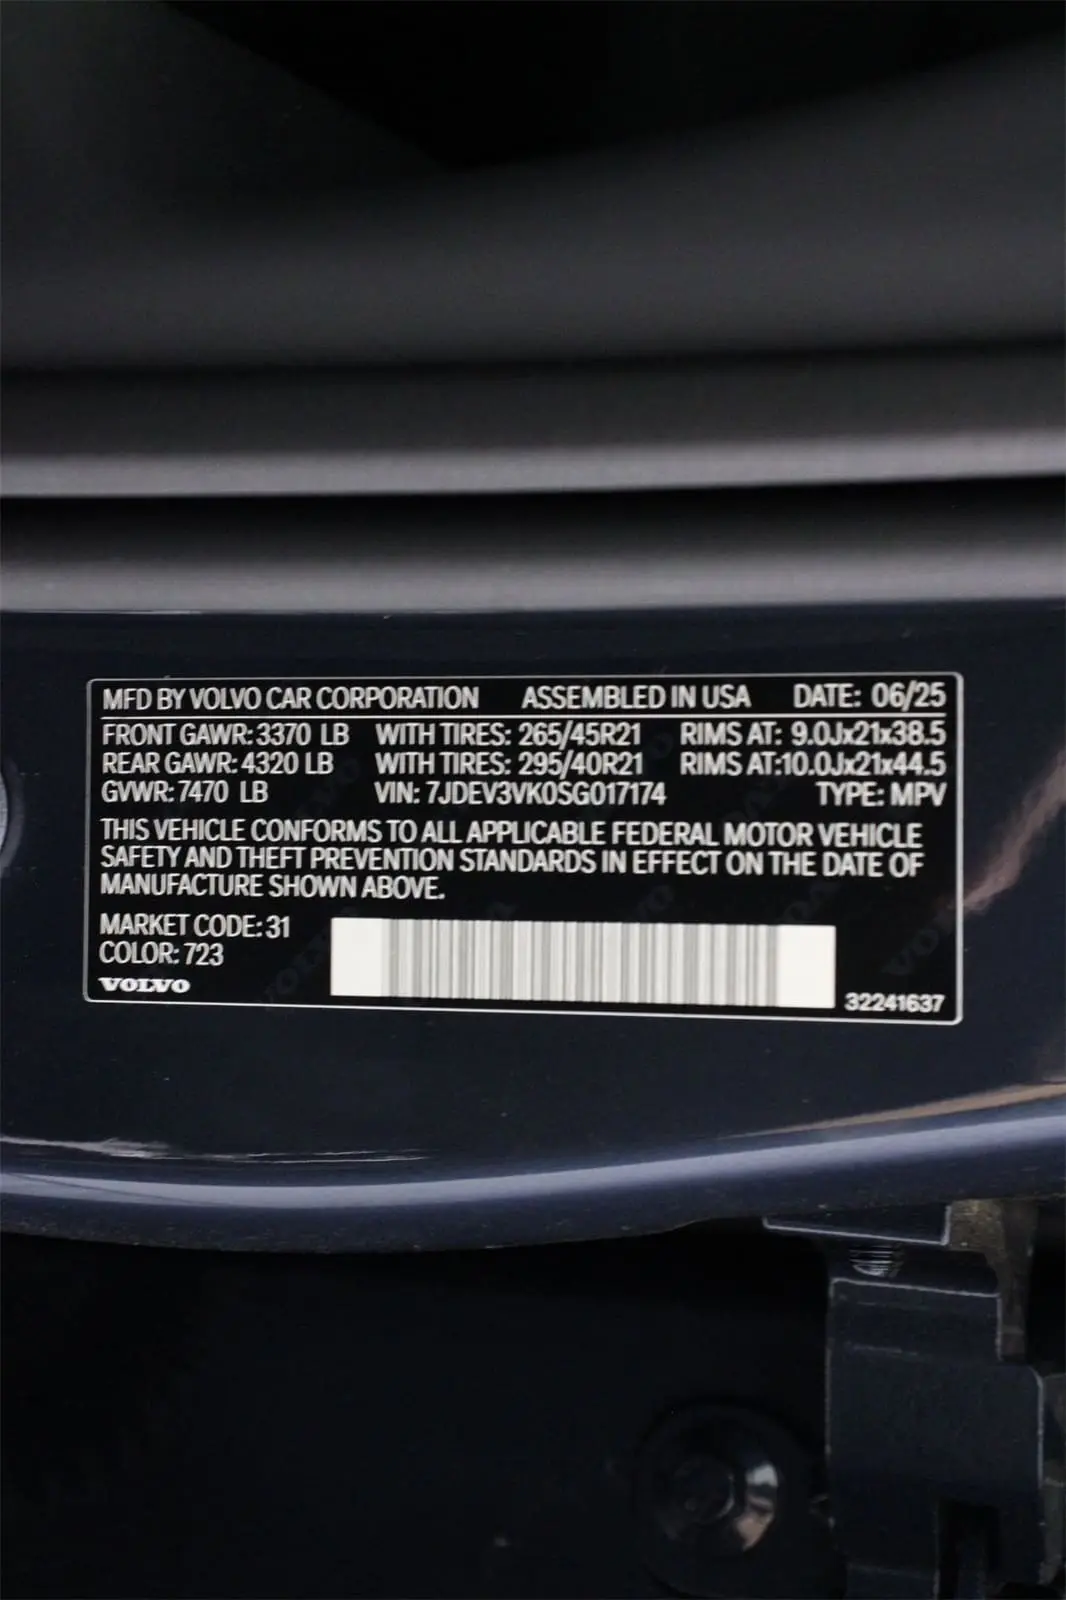 MFD BY VOLVO CAR CORPORATION ASSEMBLED IN USA DATE: 06/25
FRONT GAWR: 3370 LB WITH TIRES: 265/45R21 RIMS AT: 9.0Jx21x38.5
REAR GAWR: 4320 LB WITH TIRES: 295/40R21 RIMS AT:10.0Jx21x44.5
GVWR: 7470 LB VIN: 7JDEV3VK0SG017174 TYPE: MPV
THIS VEHICLE CONFORMS TO ALL APPLICABLE FEDERAL MOTOR VEHICLE
SAFETY AND THEFT PREVENTION STANDARDS IN EFFECT ON THE DATE OF
MANUFACTURE SHOWN ABOVE.
MARKET CODE: 31
COLOR: 723
VOLVO
32241637